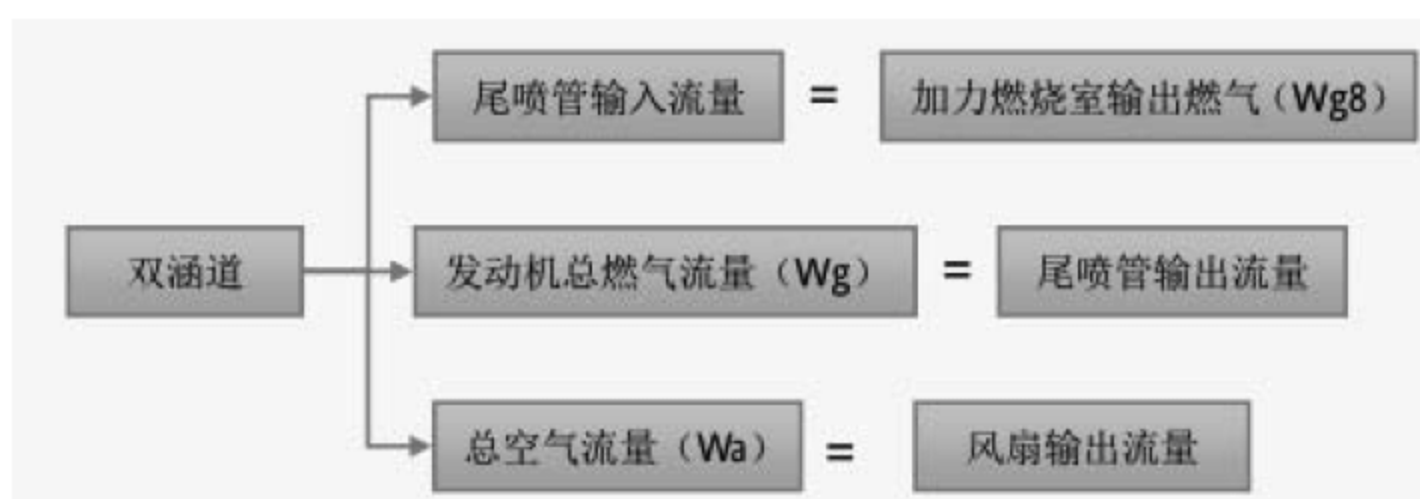 尾喷管输入流量 = 加力燃烧室输出燃气（Wg8）
双涵道 发动机总燃气流量（Wg） = 尾喷管输出流量
总空气流量（Wa） = 风扇输出流量